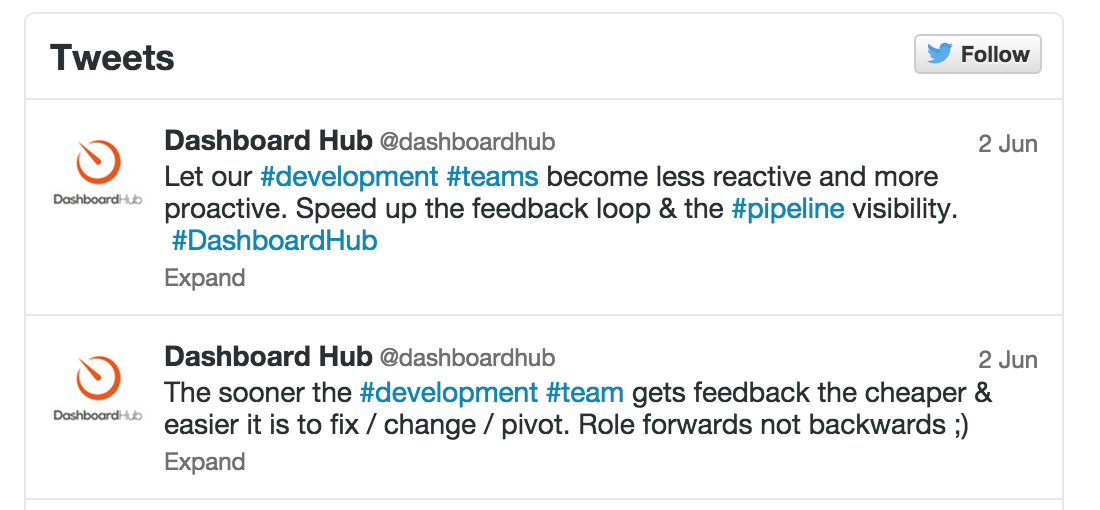 Tweets
Follow
Dashboard Hub @dashboardhub
2 Jun
DashboardHub
Let our #development #teams become less reactive and more
proactive. Speed up the feedback loop & the #pipeline visibility.
#DashboardHub
Expand
Dashboard Hub @dashboardhub
2 Jun
DashboardHub
The sooner the #development #team gets feedback the cheaper &
easier it is to fix / change / pivot. Role forwards not backwards ;)
Expand